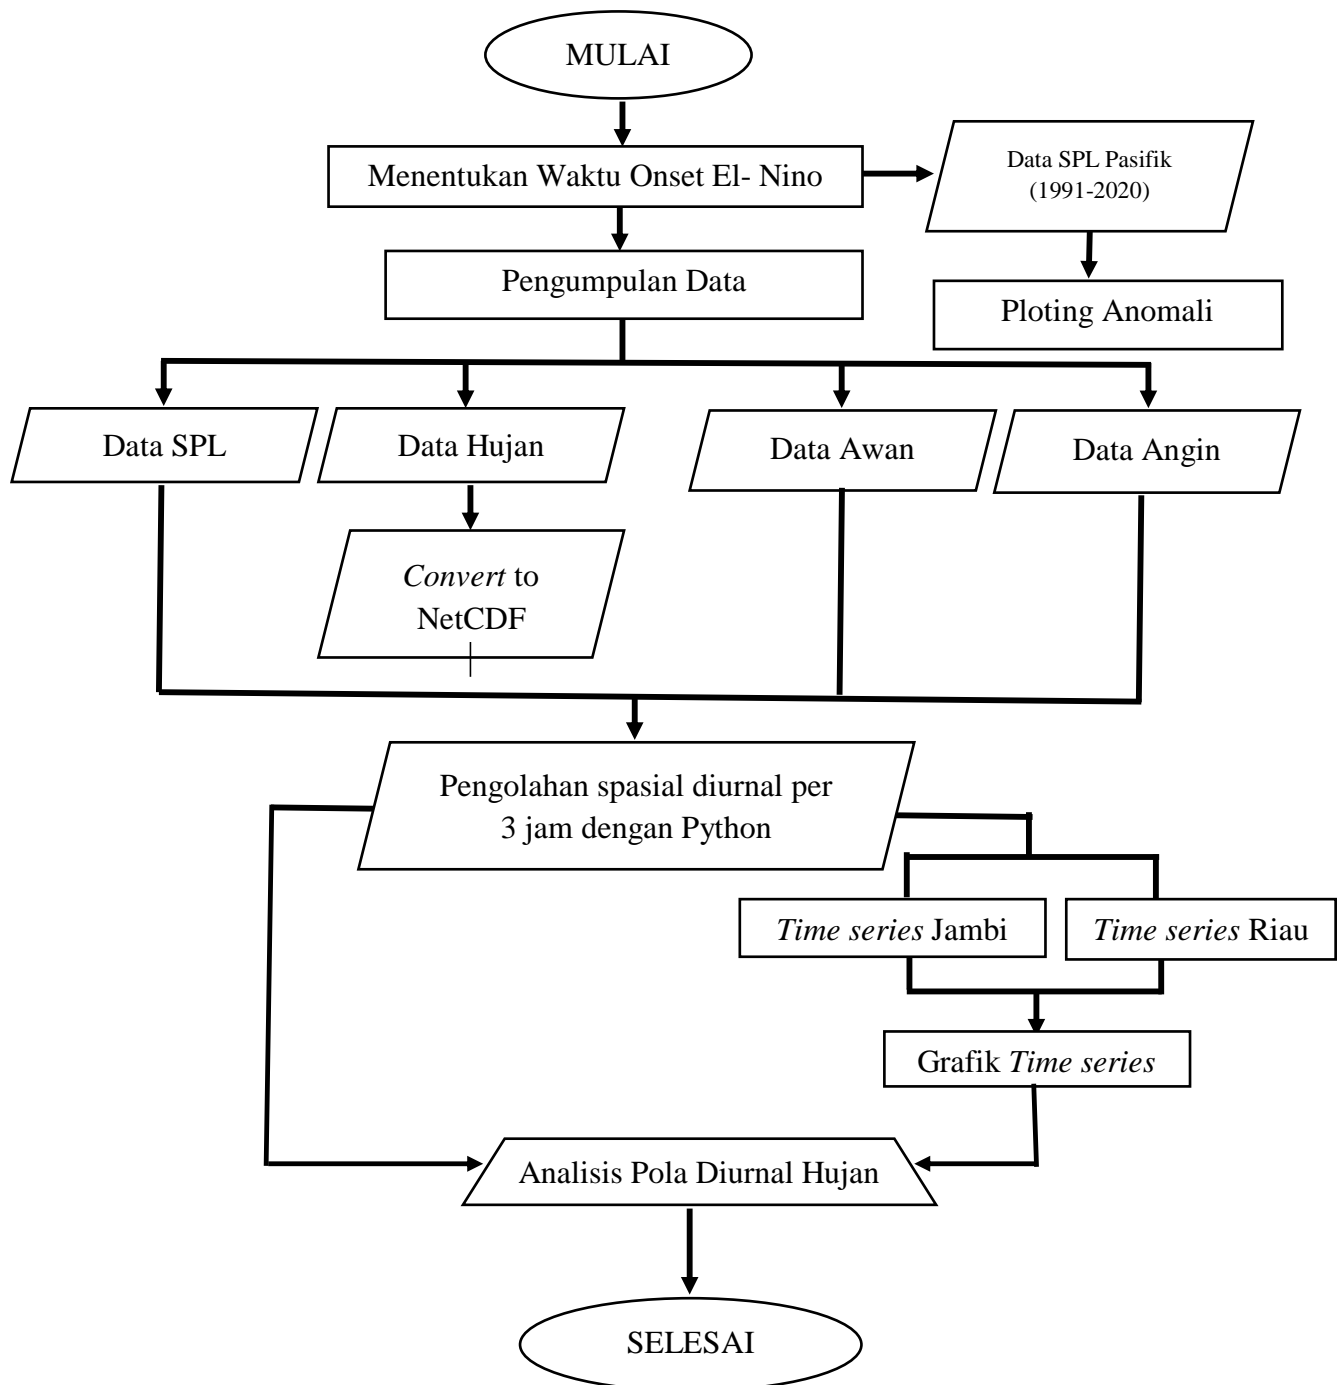 MULAI
Menentukan Waktu Onset El- Nino
Data SPL Pasifik
(1991-2020)
Pengumpulan Data
Ploting Anomali
Data SPL
Data Hujan
Data Awan
Data Angin
Convert to
NetCDF
Pengolahan spasial diurnal per
3 jam dengan Python
Time series Jambi
Time series Riau
Grafik Time series
Analisis Pola Diurnal Hujan
SELESAI